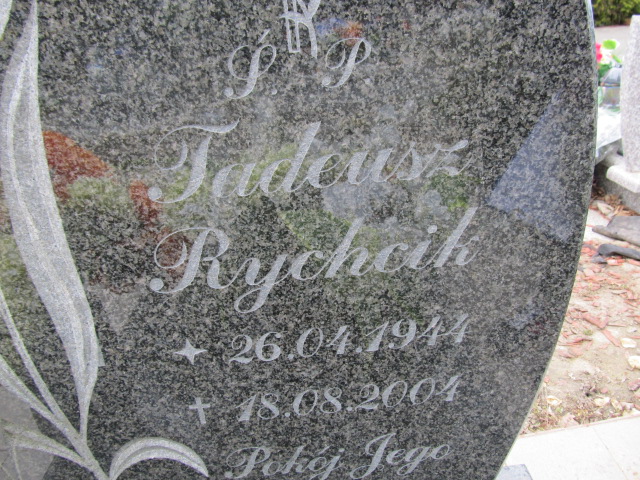 Ś. P
Tadeusz
Rychcik
26.04.1944
18.08.2004
Pokój Jego